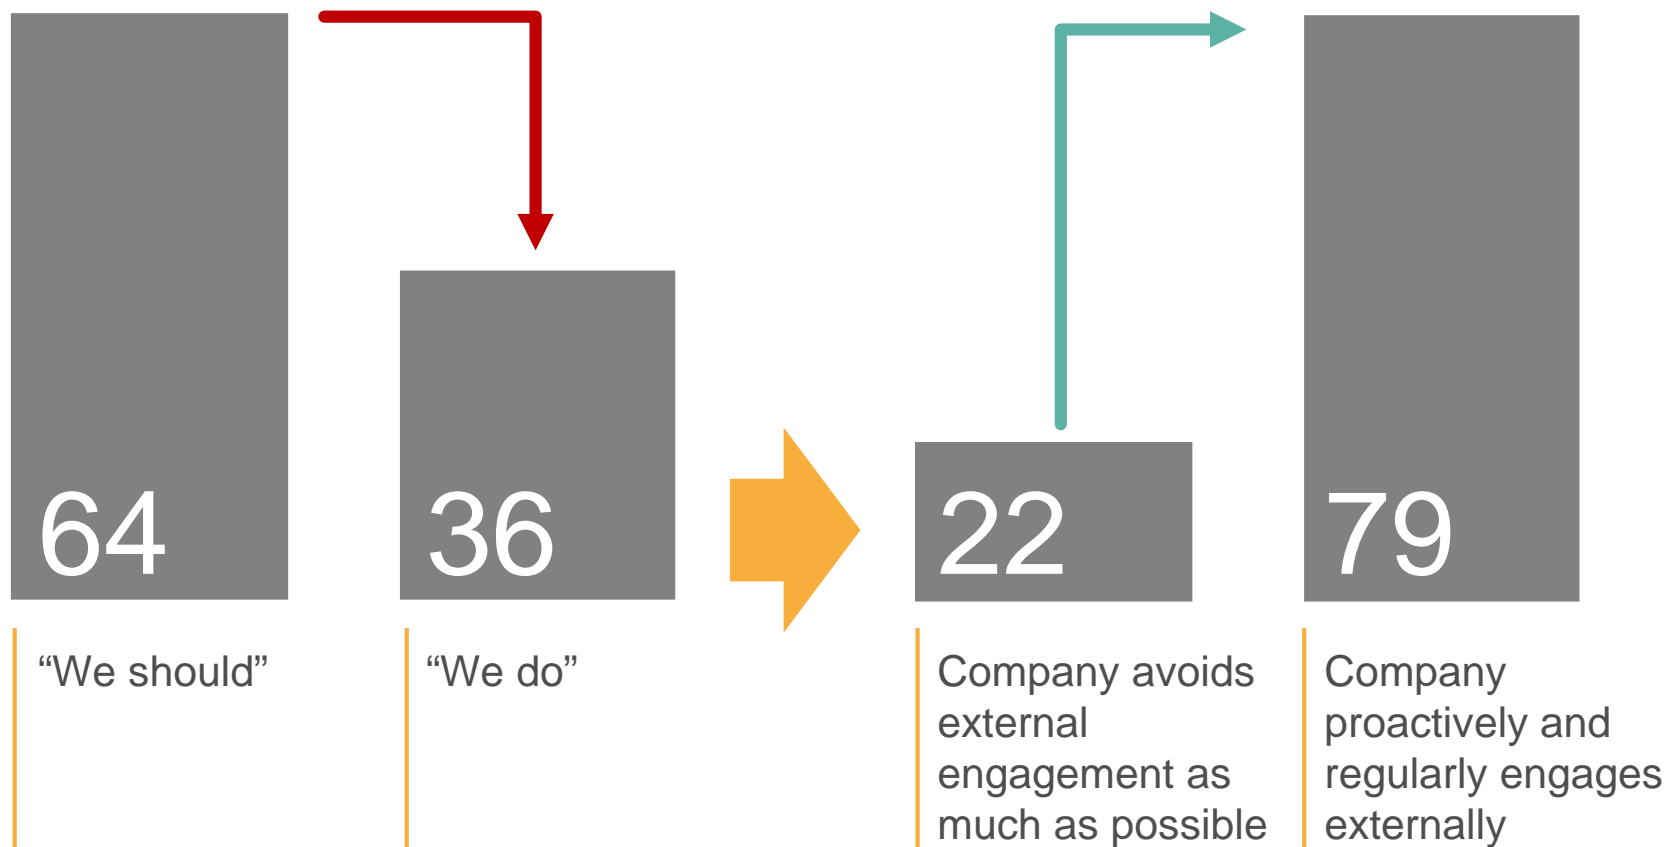 64
36
22
79
“We should”
“We do”
Company avoids
external
engagement as
much as possible
Company
proactively and
regularly engages
externally